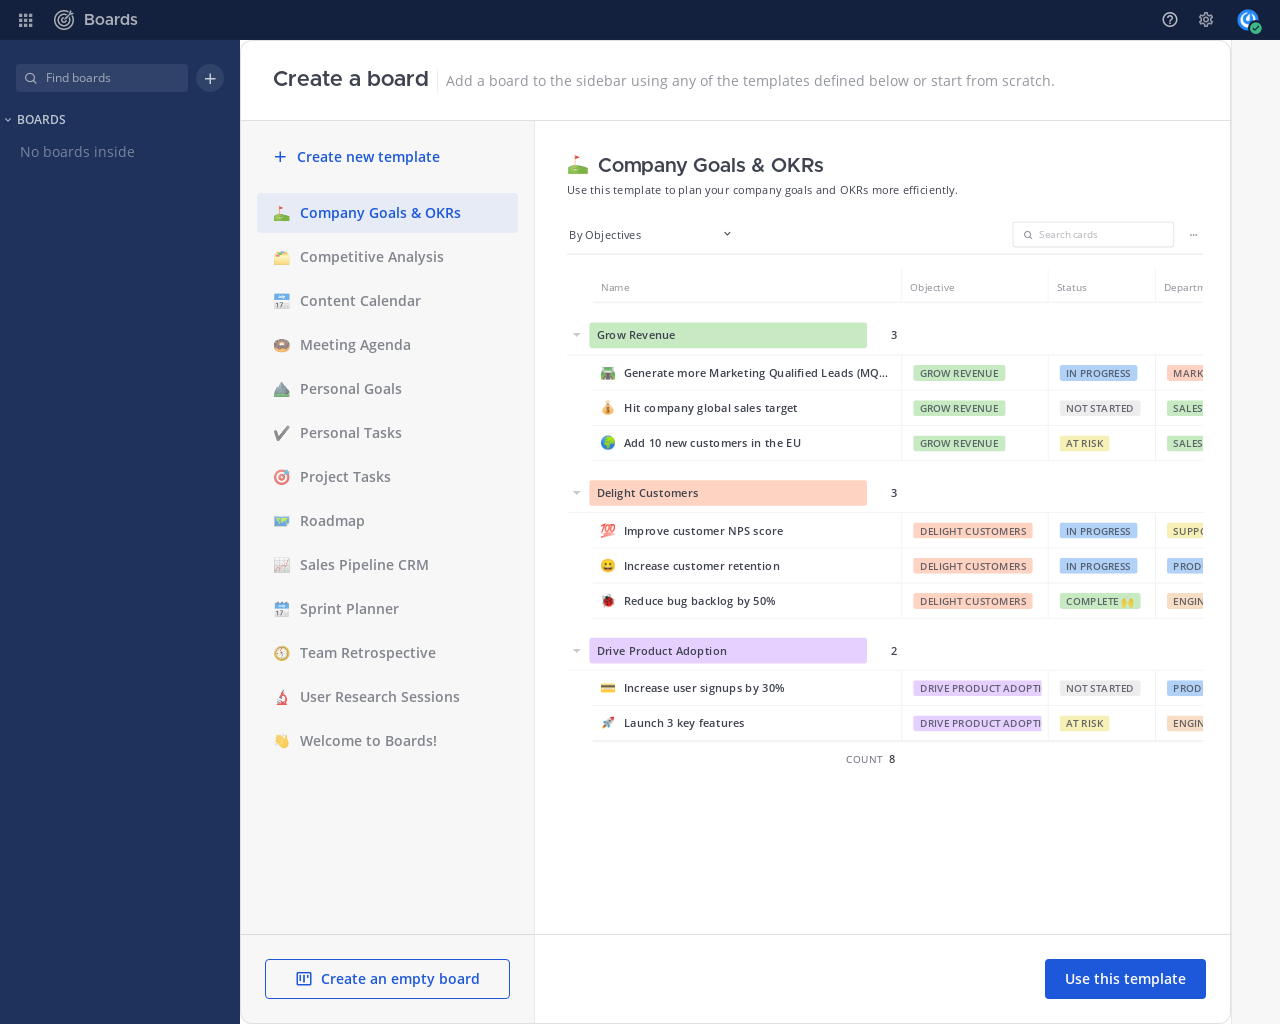 Boards
Find boards
BOARDS
No boards inside
Create a board
Add a board to the sidebar using any of the templates defined below or start from scratch.
Create new template
Company Goals & OKRs
Competitive Analysis
Content Calendar
Meeting Agenda
Personal Goals
Personal Tasks
Project Tasks
Roadmap
Sales Pipeline CRM
Sprint Planner
Team Retrospective
User Research Sessions
Welcome to Boards!
Create an empty board
Company Goals & OKRs
Use this template to plan your company goals and OKRs more efficiently.
By Objectives
Search cards
Name Objective Status Departm
Grow Revenue 3
Generate more Marketing Qualified Leads (MQ... GROW REVENUE IN PROGRESS MARK
Hit company global sales target GROW REVENUE NOT STARTED SALES
Add 10 new customers in the EU GROW REVENUE AT RISK SALES
Delight Customers 3
Improve customer NPS score DELIGHT CUSTOMERS IN PROGRESS SUPPO
Increase customer retention DELIGHT CUSTOMERS IN PROGRESS PROD
Reduce bug backlog by 50% DELIGHT CUSTOMERS COMPLETE 🙌 ENGIN
Drive Product Adoption 2
Increase user signups by 30% DRIVE PRODUCT ADOPTI NOT STARTED PROD
Launch 3 key features DRIVE PRODUCT ADOPTI AT RISK ENGIN
COUNT 8
Use this template